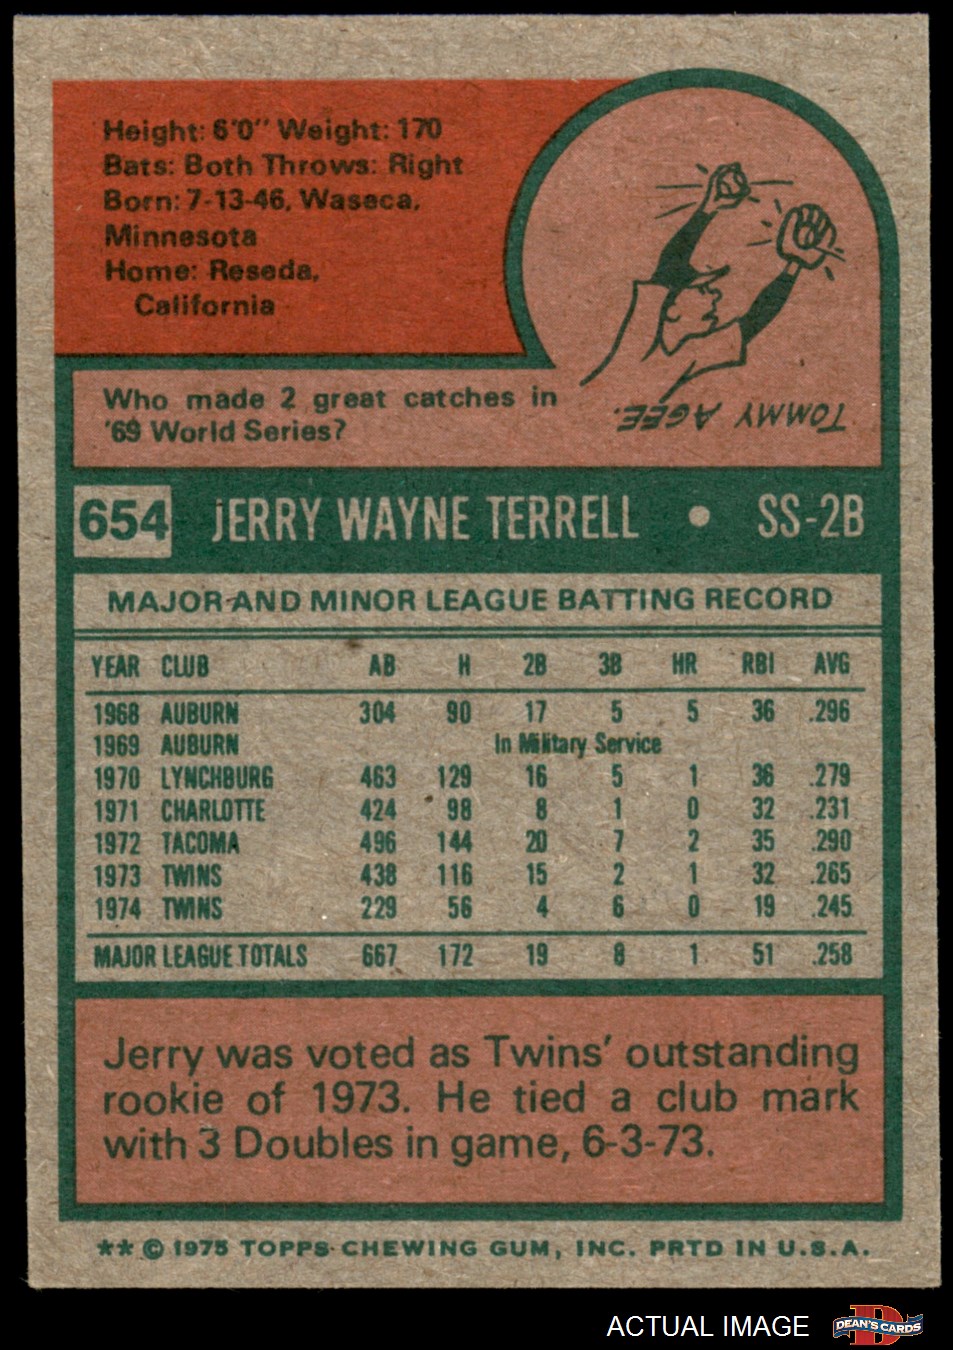 Height: 6'0" Weight: 170
Bats: Both Throws: Right
Born: 7-13-46, Waseca,
Minnesota
Home: Reseda,
California
Who made 2 great catches in
'69 World Series?
TOMMY AGEE.
654 JERRY WAYNE TERRELL • SS-2B
MAJOR AND MINOR LEAGUE BATTING RECORD
YEAR CLUB AB H 2B 3B HR RBI AVG
1968 AUBURN 304 90 17 5 5 36 .296
1969 AUBURN In Military Service
1970 LYNCHBURG 463 129 16 5 1 36 .279
1971 CHARLOTTE 424 98 8 1 0 32 .231
1972 TACOMA 496 144 20 7 2 35 .290
1973 TWINS 438 116 15 2 1 32 .265
1974 TWINS 229 56 4 6 0 19 .245
MAJOR LEAGUE TOTALS 667 172 19 8 1 51 .258
Jerry was voted as Twins' outstanding
rookie of 1973. He tied a club mark
with 3 Doubles in game, 6-3-73.
** © 1975 TOPPS CHEWING GUM, INC. PRTD IN U.S.A.
ACTUAL IMAGE
D
DEAN'S CARDS